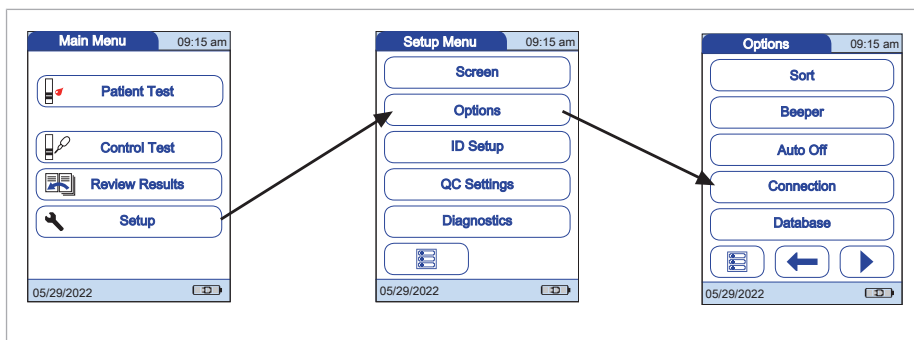 Main Menu 09:15 am
Patient Test
Control Test
Review Results
Setup
05/29/2022
Setup Menu 09:15 am
Screen
Options
ID Setup
QC Settings
Diagnostics
05/29/2022
Options 09:15 am
Sort
Beeper
Auto Off
Connection
Database
05/29/2022